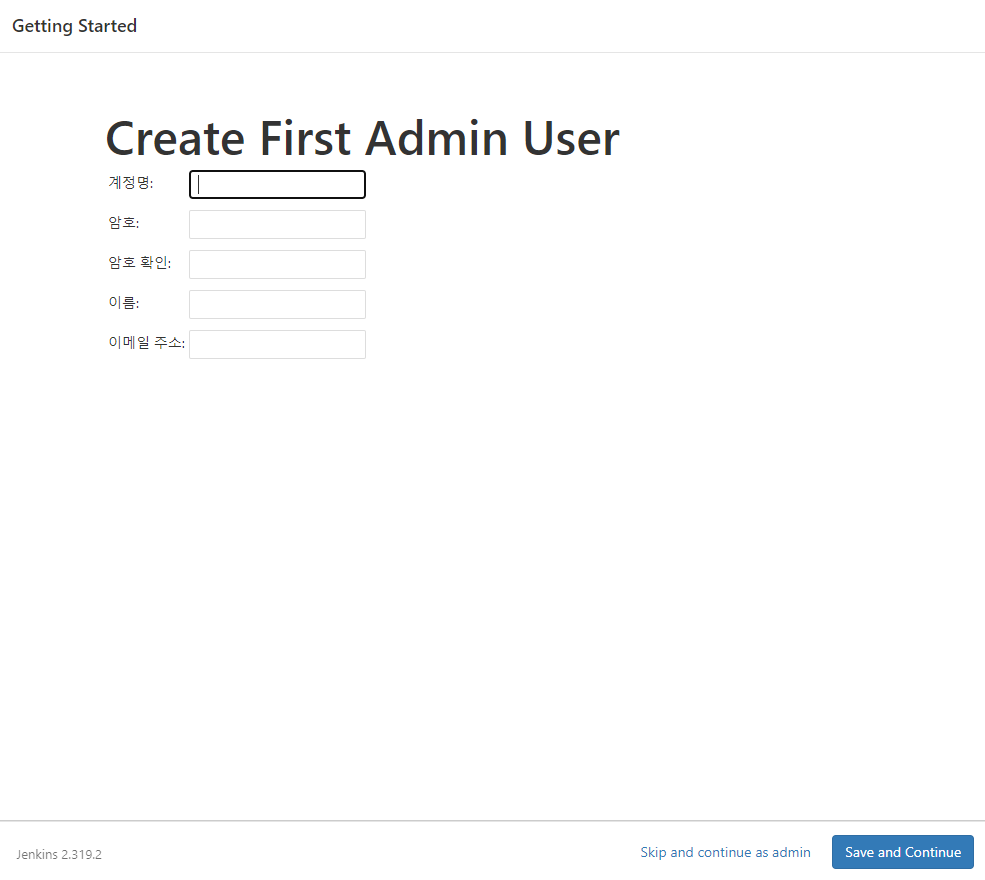 Getting Started
Create First Admin User
계정명:
암호:
암호 확인:
이름:
이메일 주소:
Jenkins 2.319.2
Skip and continue as admin
Save and Continue